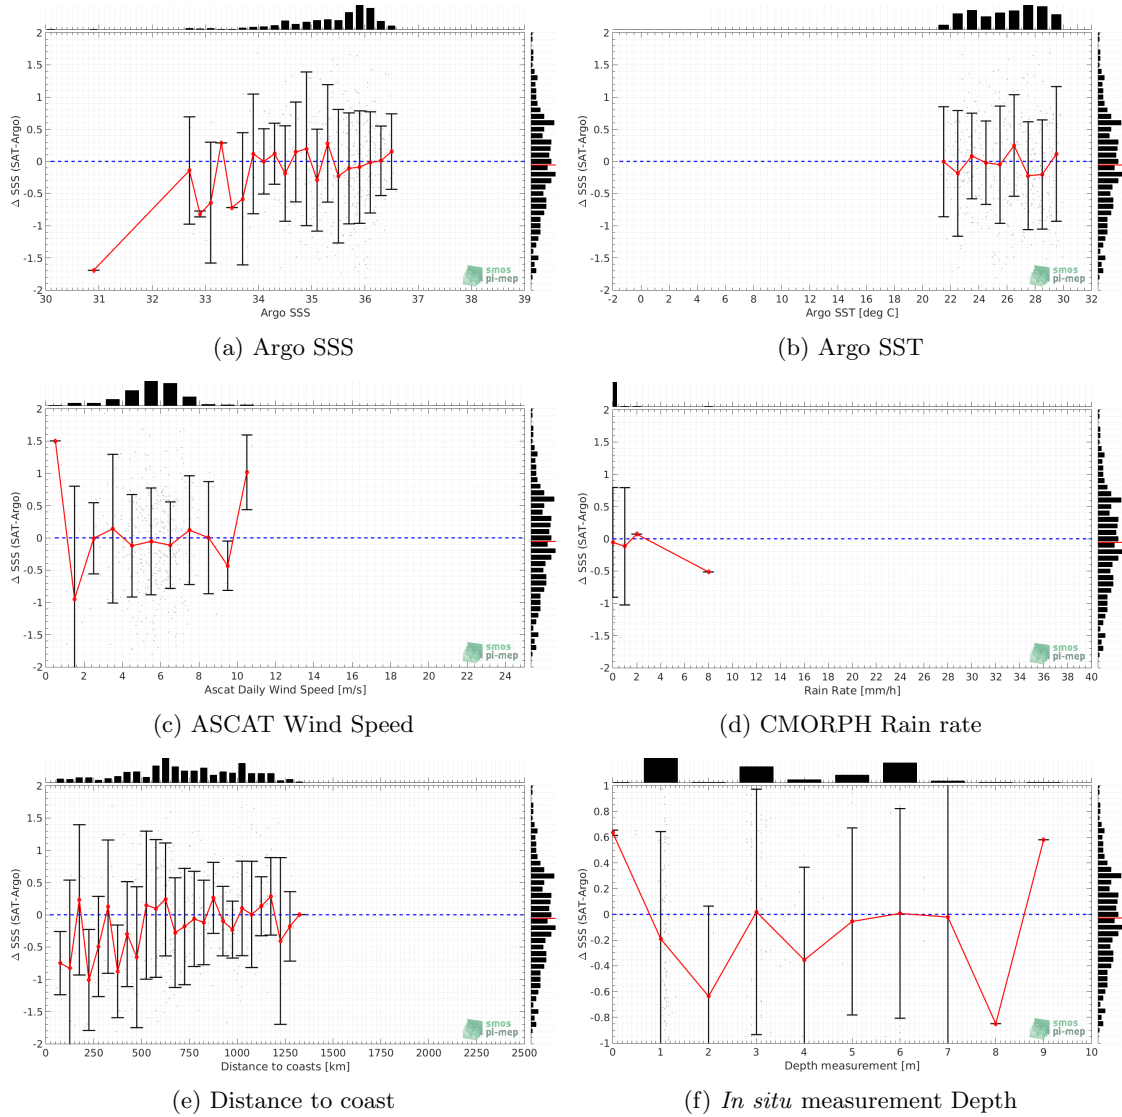 2
1.5
1
0.5
0
-0.5
-1
-1.5
-2
Δ SSS (SAT-Argo)
30 31 32 33 34 35 36 37 38 39
Argo SSS
smos
pi-mep
(a) Argo SSS
2
1.5
1
0.5
0
-0.5
-1
-1.5
-2
Δ SSS (SAT-Argo)
-2 0 2 4 6 8 10 12 14 16 18 20 22 24 26 28 30 32
Argo SST [deg C]
smos
pi-mep
(b) Argo SST
2
1.5
1
0.5
0
-0.5
-1
-1.5
-2
Δ SSS (SAT-Argo)
0 2 4 6 8 10 12 14 16 18 20 22 24
Ascat Daily Wind Speed [m/s]
smos
pi-mep
(c) ASCAT Wind Speed
2
1.5
1
0.5
0
-0.5
-1
-1.5
-2
Δ SSS (SAT-Argo)
0 2 4 6 8 10 12 14 16 18 20 22 24 26 28 30 32 34 36 38 40
Rain Rate [mm/h]
smos
pi-mep
(d) CMORPH Rain rate
2
1.5
1
0.5
0
-0.5
-1
-1.5
-2
Δ SSS (SAT-Argo)
0 250 500 750 1000 1250 1500 1750 2000 2250 2500
Distance to coasts [km]
smos
pi-mep
(e) Distance to coast
1
0.8
0.6
0.4
0.2
0
-0.2
-0.4
-0.6
-0.8
-1
Δ SSS (SAT-Argo)
0 1 2 3 4 5 6 7 8 9 10
Depth measurement [m]
smos
pi-mep
(f) In situ measurement Depth